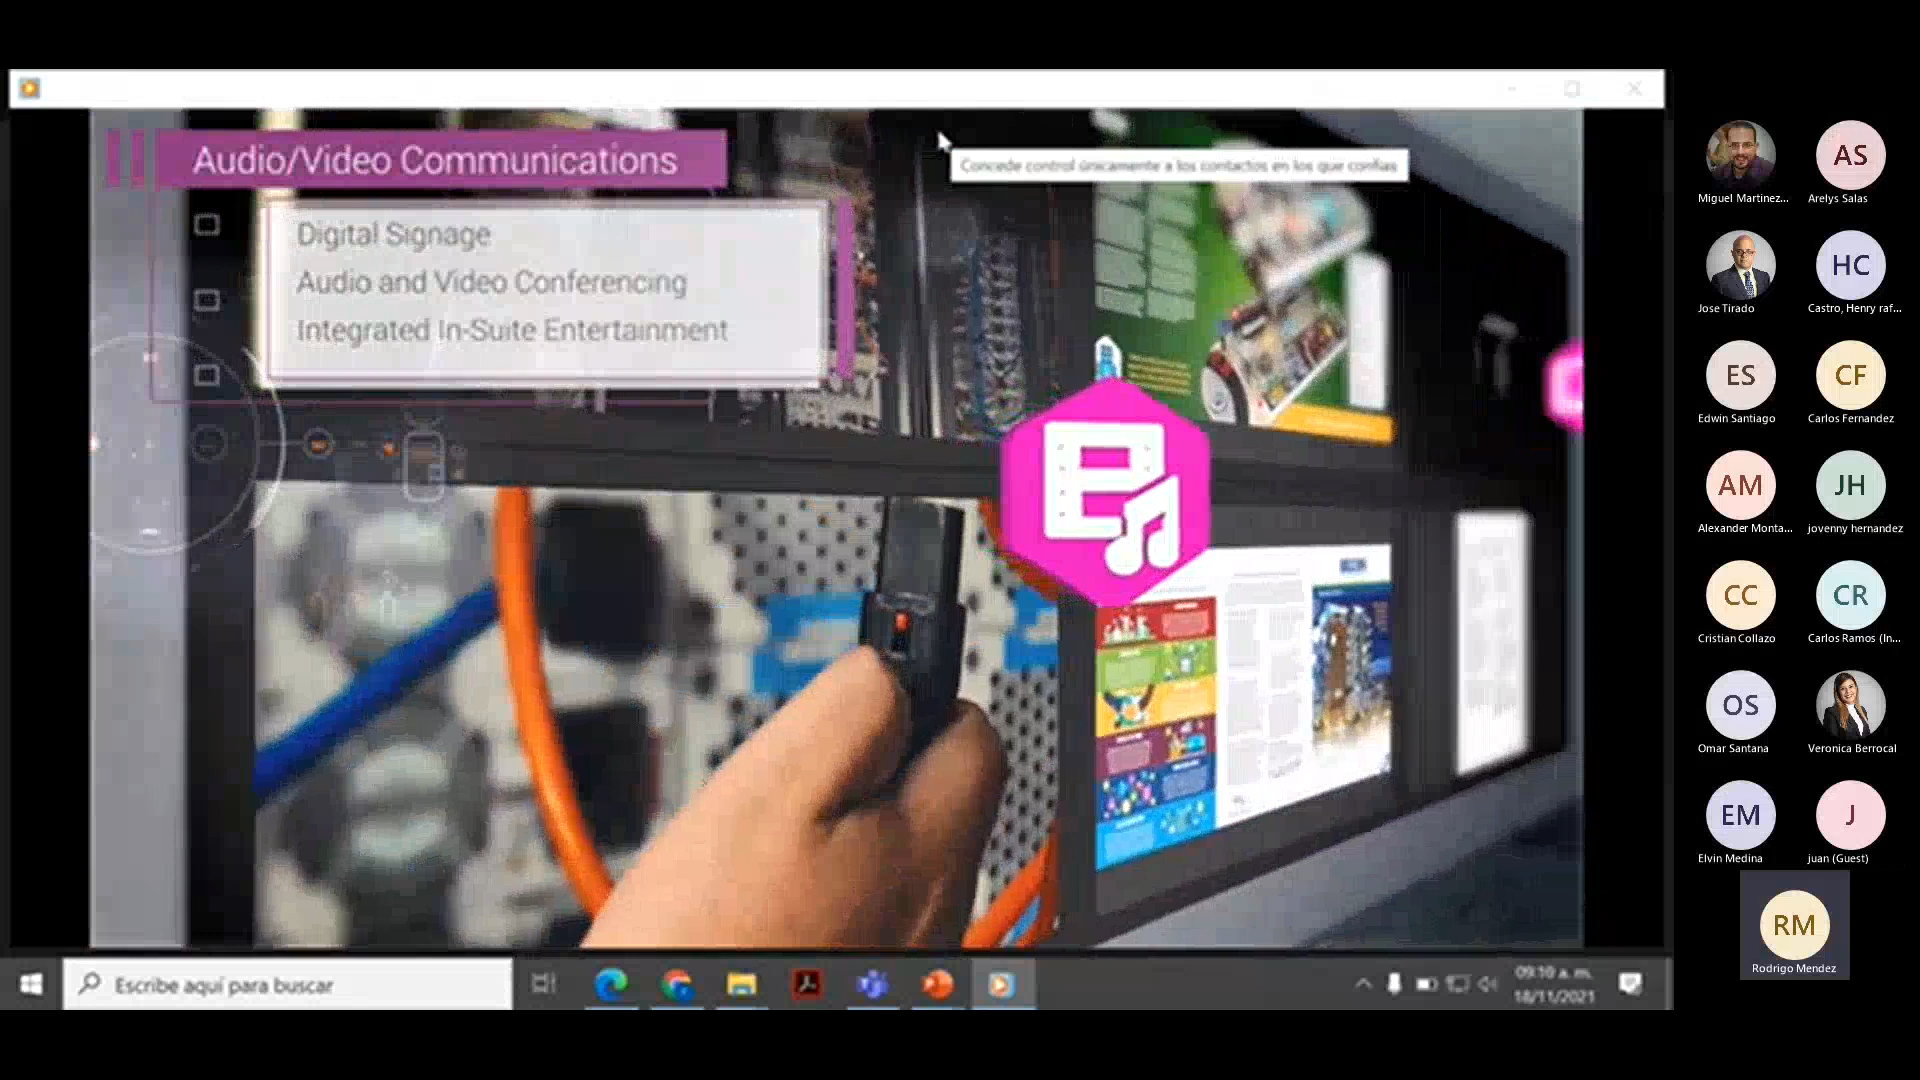 Audio/Video Communications
Concede control únicamente a los contactos en los que confías
Digital Signage
Audio and Video Conferencing
Integrated In-Suite Entertainment
Escribe aquí para buscar
09:10 a. m.
18/11/2021
Miguel Martinez...
AS
Arelys Salas
Jose Tirado
HC
Castro, Henry raf...
ES
Edwin Santiago
CF
Carlos Fernandez
AM
Alexander Monta...
JH
jovenny hernandez
CC
Cristian Collazo
CR
Carlos Ramos (In...
OS
Omar Santana
Veronica Berrocal
EM
Elvin Medina
J
juan (Guest)
RM
Rodrigo Mendez